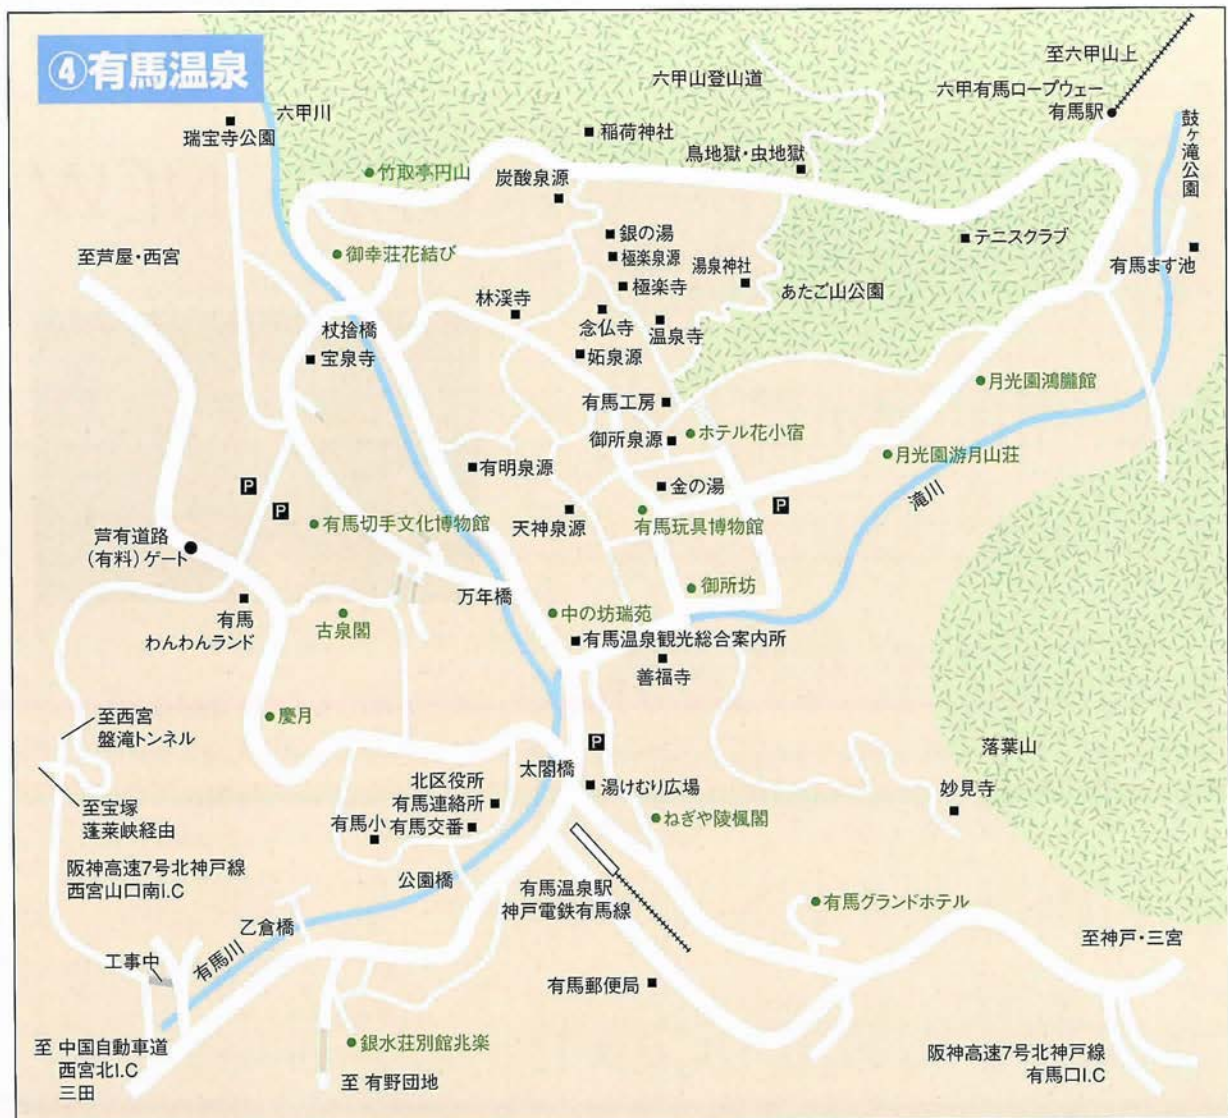 ④有馬温泉
六甲川
瑞宝寺公園
竹取亭円山
稲荷神社
炭酸泉源
六甲山登山道
鳥地獄・虫地獄
至六甲山上
六甲有馬ロープウェー
有馬駅
鼓ヶ滝公園
テニスクラブ
有馬ます池
至芦屋・西宮
御幸荘花結び
銀の湯
極楽泉源
極楽寺
湯泉神社
あたご山公園
林渓寺
念仏寺
温泉寺
妬泉源
杖捨橋
宝泉寺
有馬工房
御所泉源
ホテル花小宿
月光園鴻朧館
月光園游月山荘
滝川
有明泉源
金の湯
天神泉源
有馬玩具博物館
P
P
P
有馬切手文化博物館
芦有道路
(有料)ゲート
万年橋
御所坊
有馬
わんわんランド
古泉閣
中の坊瑞苑
有馬温泉観光総合案内所
善福寺
慶月
至西宮
盤滝トンネル
至宝塚
蓬莱峡経由
阪神高速7号北神戸線
西宮山口南I.C
P
太閤橋
湯けむり広場
北区役所
有馬連絡所
有馬交番
有馬小
ねぎや陵楓閣
落葉山
妙見寺
公園橋
乙倉橋
有馬川
工事中
有馬温泉駅
神戸電鉄有馬線
有馬グランドホテル
至神戸・三宮
有馬郵便局
銀水荘別館兆楽
至 有野団地
至 中国自動車道
西宮北I.C
三田
阪神高速7号北神戸線
有馬口I.C